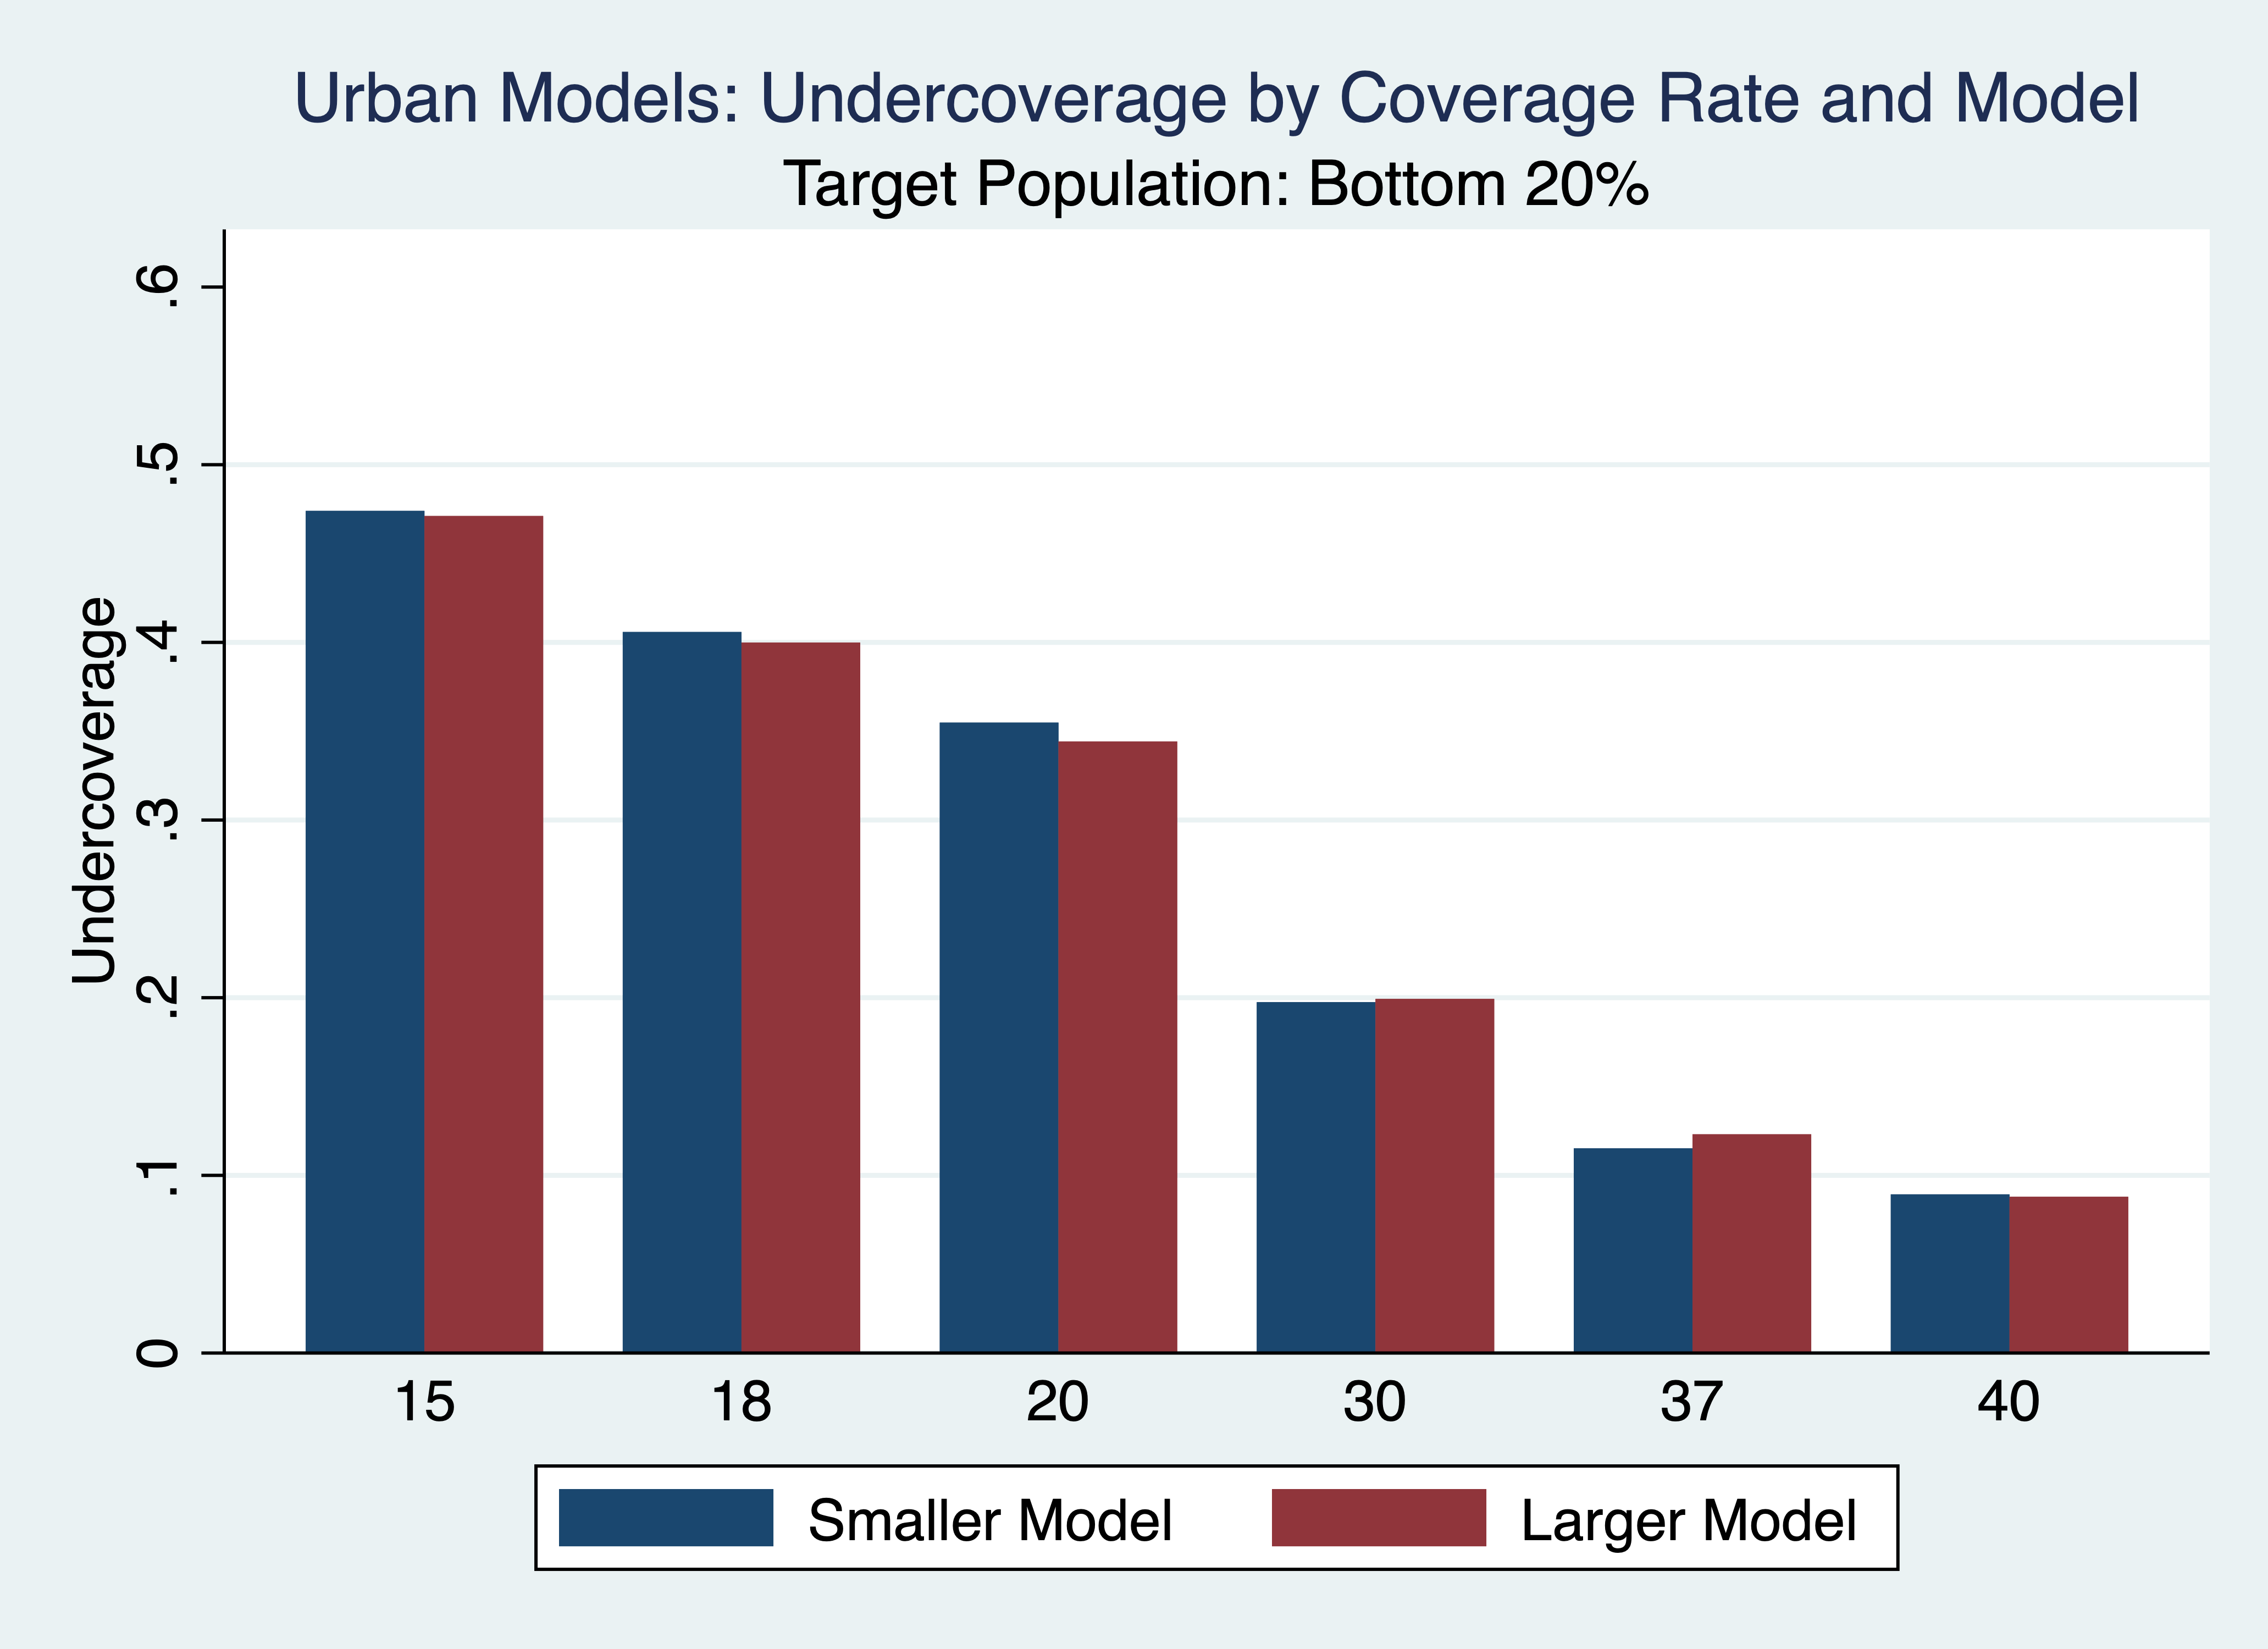 Urban Models: Undercoverage by Coverage Rate and Model
Target Population: Bottom 20%
Undercoverage
.6
.5
.4
.3
.2
.1
0
15 18 20 30 37 40
Smaller Model Larger Model